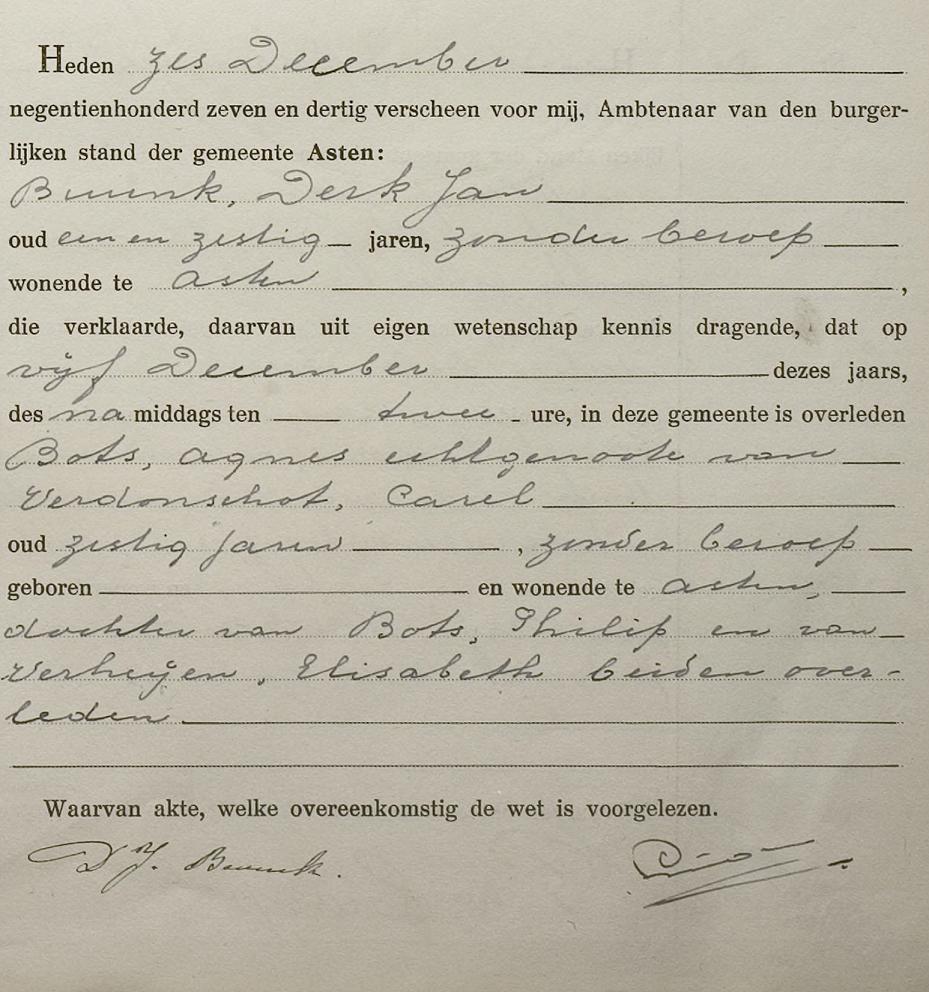 Heden zes December
negentienhonderd zeven en dertig verscheen voor mij, Ambtenaar van den burger-
lijken stand der gemeente Asten:
Buunk, Derk Jan
oud een en zestig jaren, zonder beroep
wonende te Asten ,
die verklaarde, daarvan uit eigen wetenschap kennis dragende, dat op
vijf December dezes jaars,
des na middags ten twee ure, in deze gemeente is overleden
Bots, Agnes echtgenoote van
Verdonschot, Carel
oud zestig jaren , zonder beroep
geboren en wonende te Asten,
dochter van Bots, Philip en van
Verheijen, Elisabeth beiden over-
leden
Waarvan akte, welke overeenkomstig de wet is voorgelezen.
D J. Buunk.